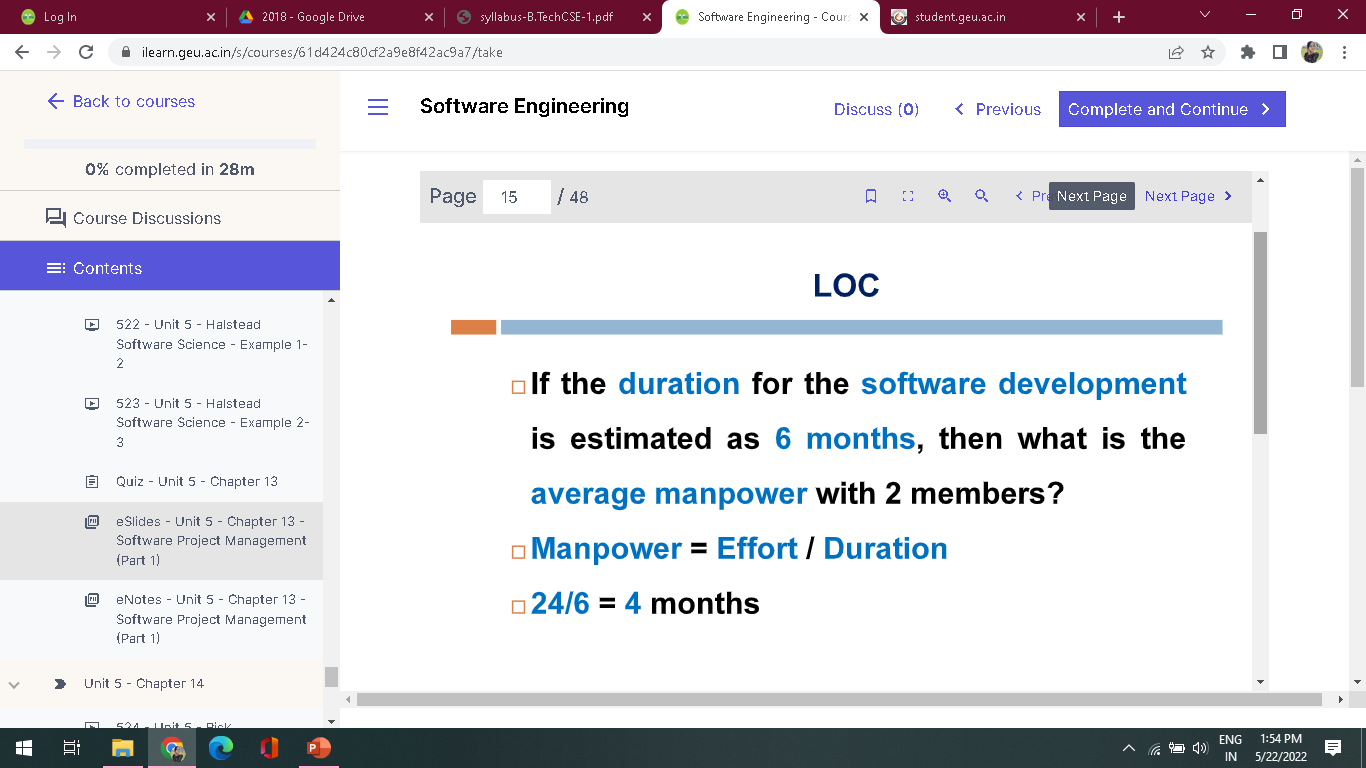 Log In
2018 - Google Drive
syllabus-B.TechCSE-1.pdf
Software Engineering - Cour
student.geu.ac.in
ilearn.geu.ac.in/s/courses/61d424c80cf2a9e8f42ac9a7/take
Back to courses
0% completed in 28m
Course Discussions
Contents
522 - Unit 5 - Halstead
Software Science - Example 1-
2
523 - Unit 5 - Halstead
Software Science - Example 2-
3
Quiz - Unit 5 - Chapter 13
eSlides - Unit 5 - Chapter 13 -
Software Project Management
(Part 1)
eNotes - Unit 5 - Chapter 13 -
Software Project Management
(Part 1)
Unit 5 - Chapter 14
524 - Unit 5 - Risk
Software Engineering
Discuss (0)
Previous
Complete and Continue
Page 15 / 48
Pre
Next Page
Next Page
LOC
If the duration for the software development
is estimated as 6 months, then what is the
average manpower with 2 members?
Manpower = Effort / Duration
24/6 = 4 months
ENG
IN
1:54 PM
5/22/2022